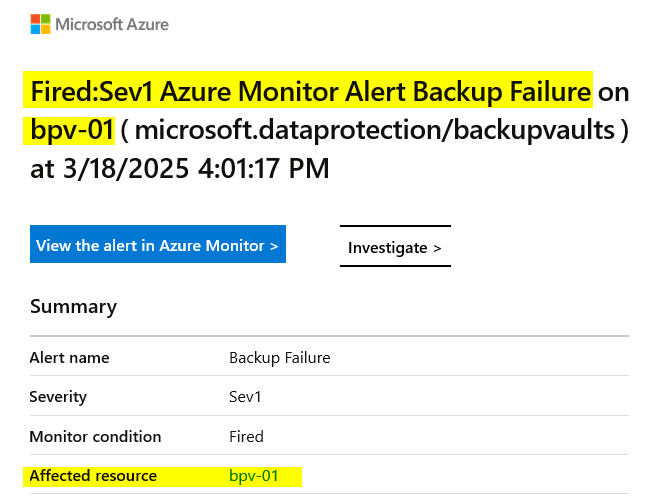 Microsoft Azure
Fired:Sev1 Azure Monitor Alert Backup Failure on
bpv-01 ( microsoft.dataprotection/backupvaults )
at 3/18/2025 4:01:17 PM
View the alert in Azure Monitor >
Investigate >
Summary
Alert name Backup Failure
Severity Sev1
Monitor condition Fired
Affected resource bpv-01